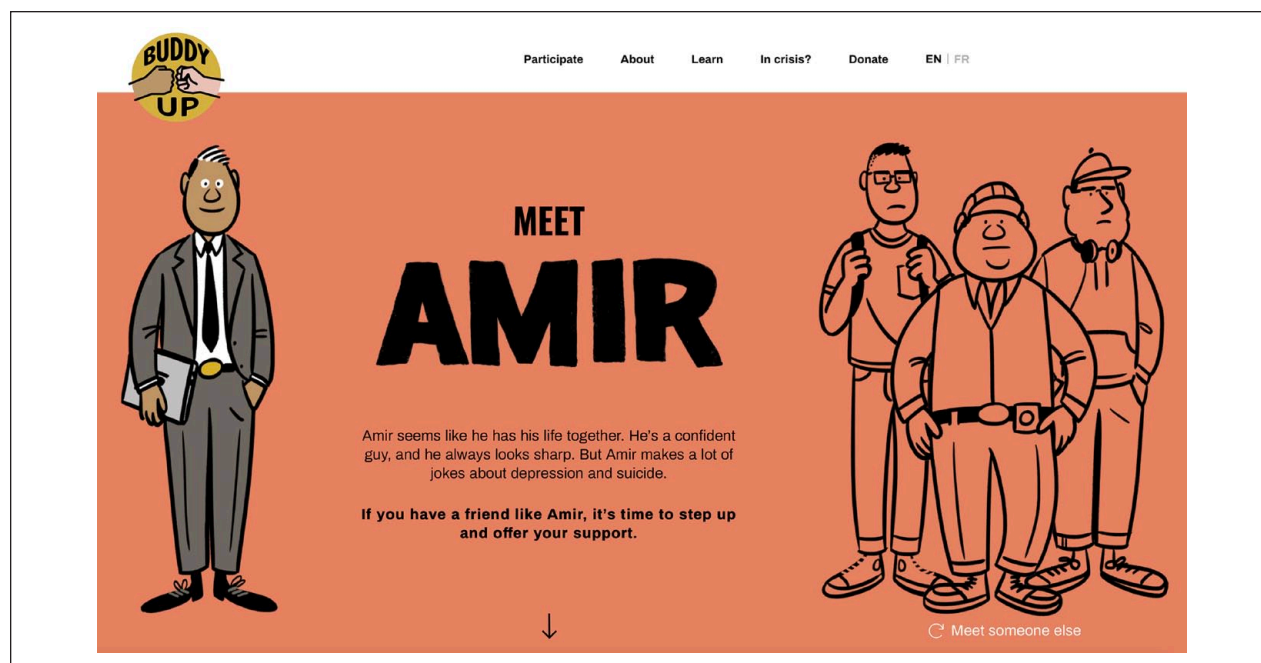 BUDDY
UP
Participate About Learn In crisis? Donate EN | FR
MEET
AMIR
Amir seems like he has his life together. He's a confident
guy, and he always looks sharp. But Amir makes a lot of
jokes about depression and suicide.
If you have a friend like Amir, it's time to step up
and offer your support.
Meet someone else